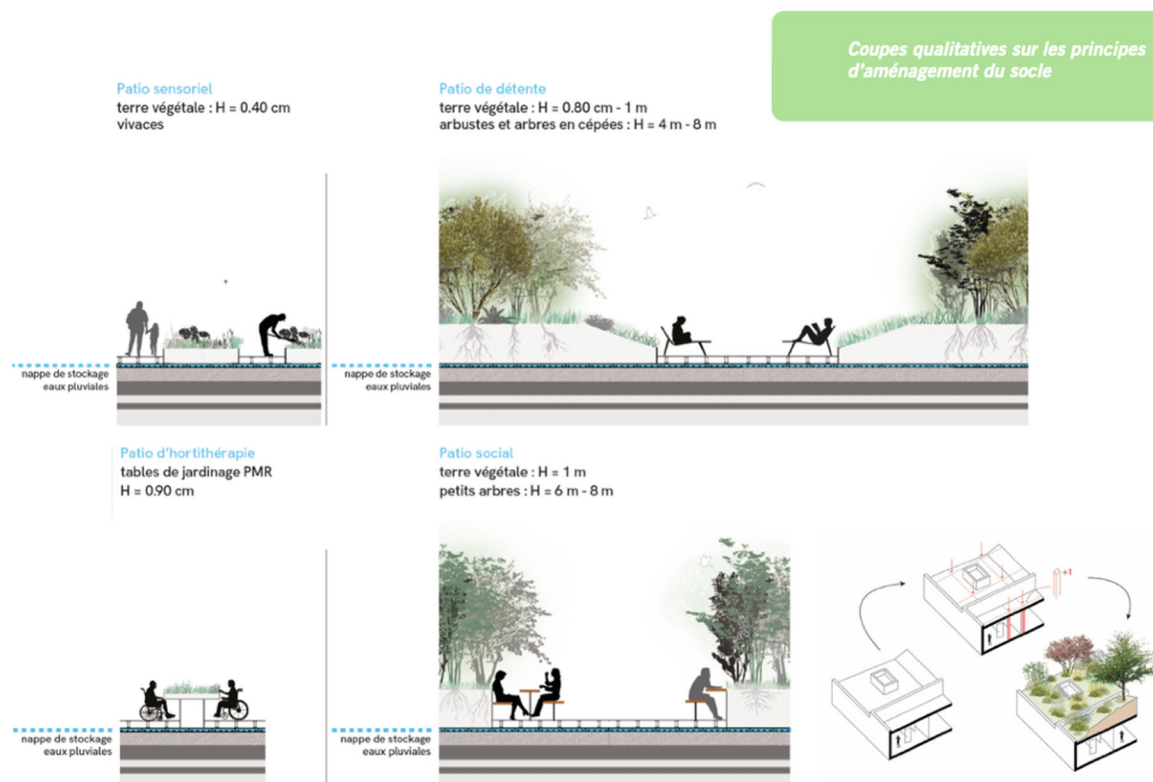 Coupes qualitatives sur les principes
d'aménagement du socle
Patio sensoriel
terre végétale : H = 0.40 cm
vivaces
nappe de stockage
eaux pluviales
Patio de détente
terre végétale : H = 0.80 cm - 1 m
arbustes et arbres en cépées : H = 4 m - 8 m
nappe de stockage
eaux pluviales
Patio d'hortithérapie
tables de jardinage PMR
H = 0.90 cm
nappe de stockage
eaux pluviales
Patio social
terre végétale : H = 1 m
petits arbres : H = 6 m - 8 m
nappe de stockage
eaux pluviales
+1